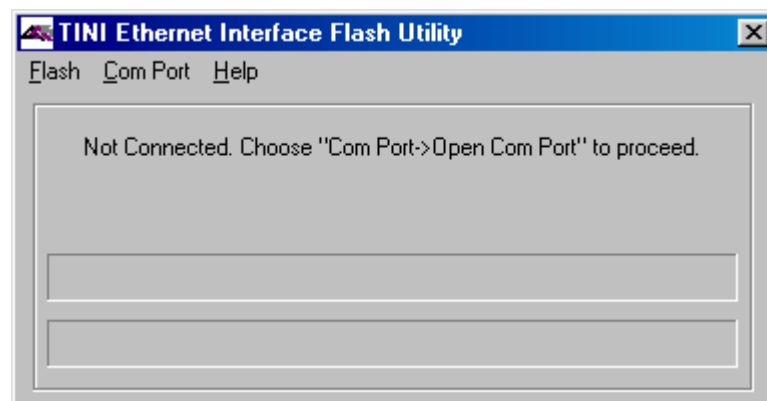 TINI Ethernet Interface Flash Utility
Flash Com Port Help
Not Connected. Choose "Com Port->Open Com Port" to proceed.